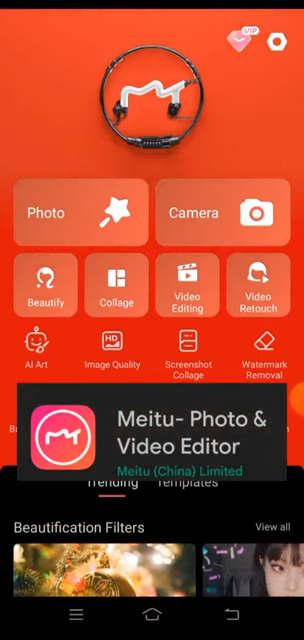 VIP
Photo
Camera
Beautify
Collage
Video
Editing
Video
Retouch
AI Art
Image Quality
Screenshot
Collage
Watermark
Removal
Meitu- Photo &
Video Editor
Meitu (China) Limited
Trending
Templates
Beautification Filters
View all